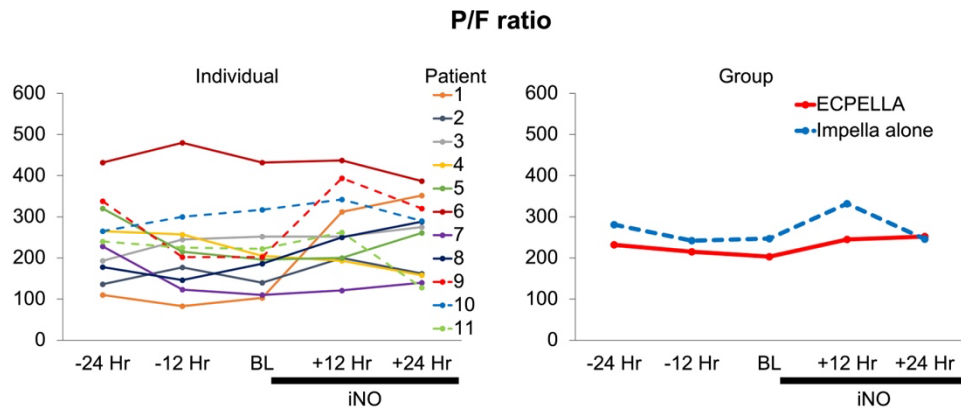 P/F ratio
Individual
Patient
600
500
400
300
200
100
0
1
2
3
4
5
6
7
8
9
10
11
-24 Hr -12 Hr BL +12 Hr +24 Hr
iNO
Group
600
500
400
300
200
100
0
ECPELLA
Impella alone
-24 Hr -12 Hr BL +12 Hr +24 Hr
iNO